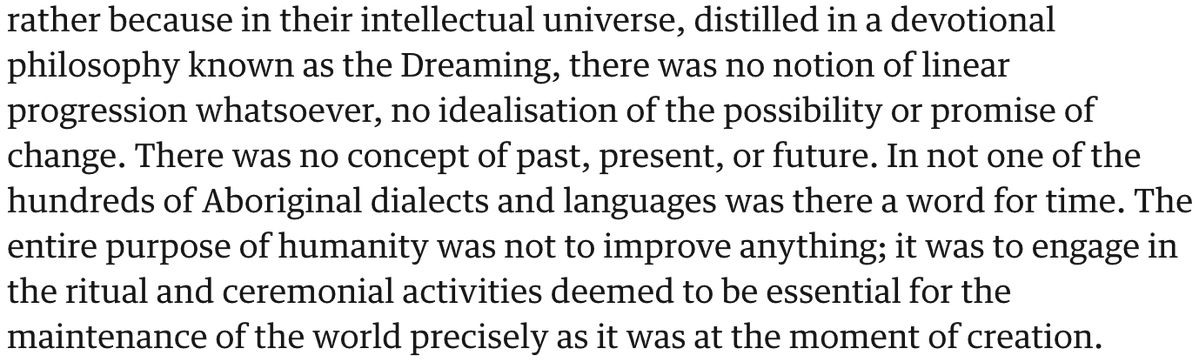 rather because in their intellectual universe, distilled in a devotional
philosophy known as the Dreaming, there was no notion of linear
progression whatsoever, no idealisation of the possibility or promise of
change. There was no concept of past, present, or future. In not one of the
hundreds of Aboriginal dialects and languages was there a word for time. The
entire purpose of humanity was not to improve anything; it was to engage in
the ritual and ceremonial activities deemed to be essential for the
maintenance of the world precisely as it was at the moment of creation.